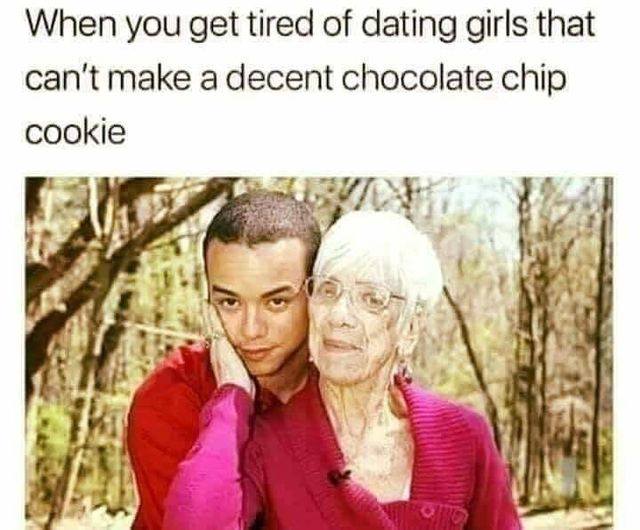 When you get tired of dating girls that
can't make a decent chocolate chip
cookie